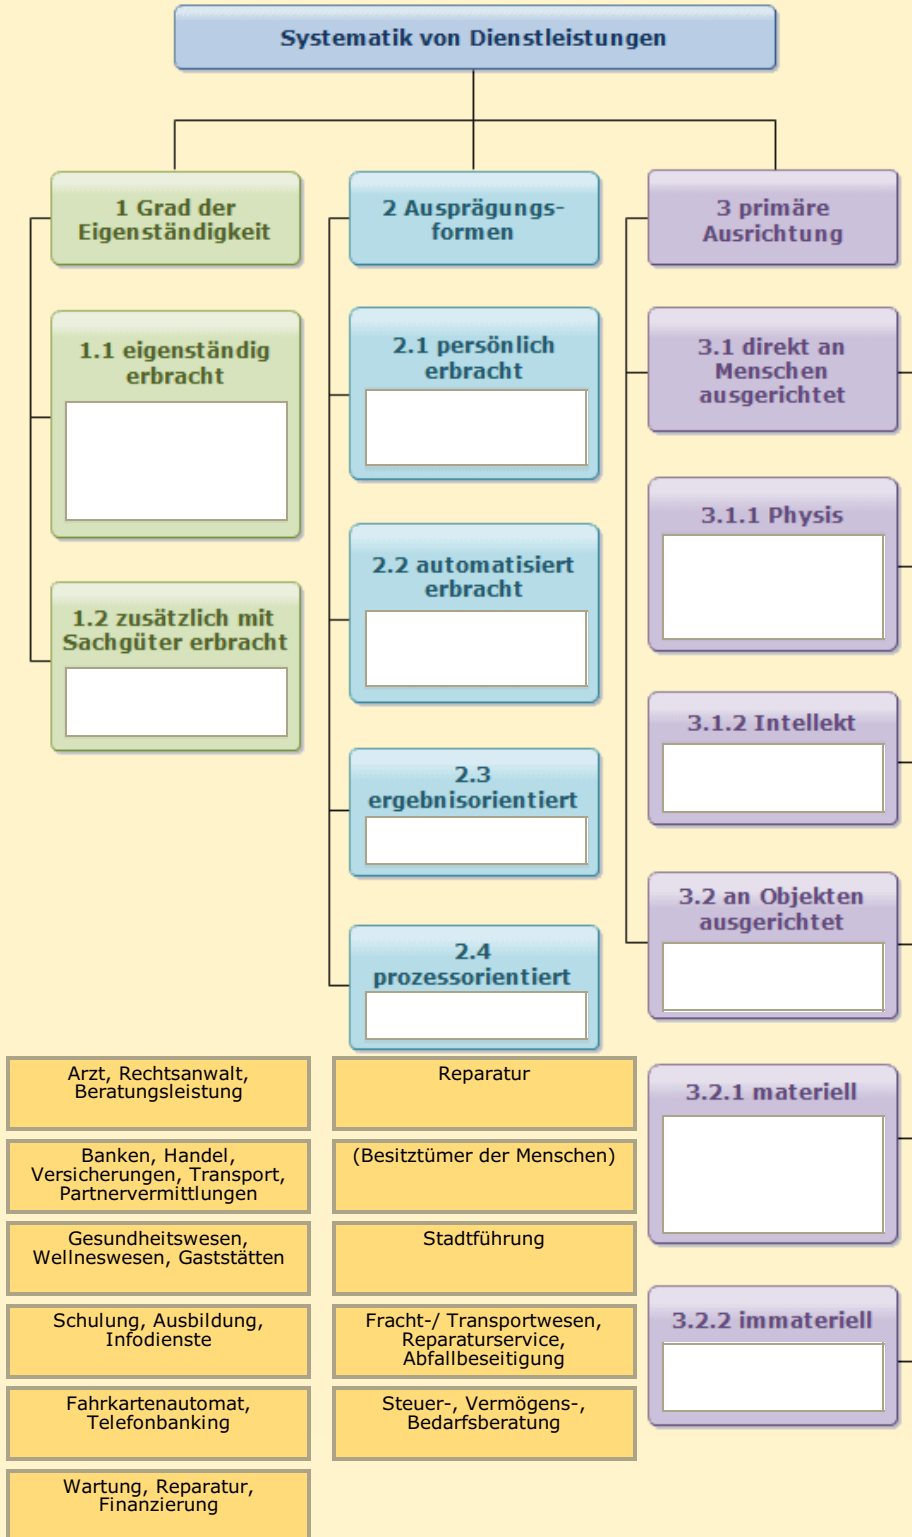 Systematik von Dienstleistungen
1 Grad der
Eigenständigkeit
1.1 eigenständig
erbracht
1.2 zusätzlich mit
Sachgüter erbracht
2 Ausprägungs-
formen
2.1 persönlich
erbracht
2.2 automatisiert
erbracht
2.3
ergebnisorientiert
2.4
prozessorientiert
3 primäre
Ausrichtung
3.1 direkt an
Menschen
ausgerichtet
3.1.1 Physis
3.1.2 Intellekt
3.2 an Objekten
ausgerichtet
3.2.1 materiell
3.2.2 immateriell
Arzt, Rechtsanwalt,
Beratungsleistung
Banken, Handel,
Versicherungen, Transport,
Partnervermittlungen
Gesundheitswesen,
Wellneswesen, Gaststätten
Schulung, Ausbildung,
Infodienste
Fahrkartenautomat,
Telefonbanking
Wartung, Reparatur,
Finanzierung
Reparatur
(Besitztümer der Menschen)
Stadtführung
Fracht-/ Transportwesen,
Reparaturservice,
Abfallbeseitigung
Steuer-, Vermögens-,
Bedarfsberatung